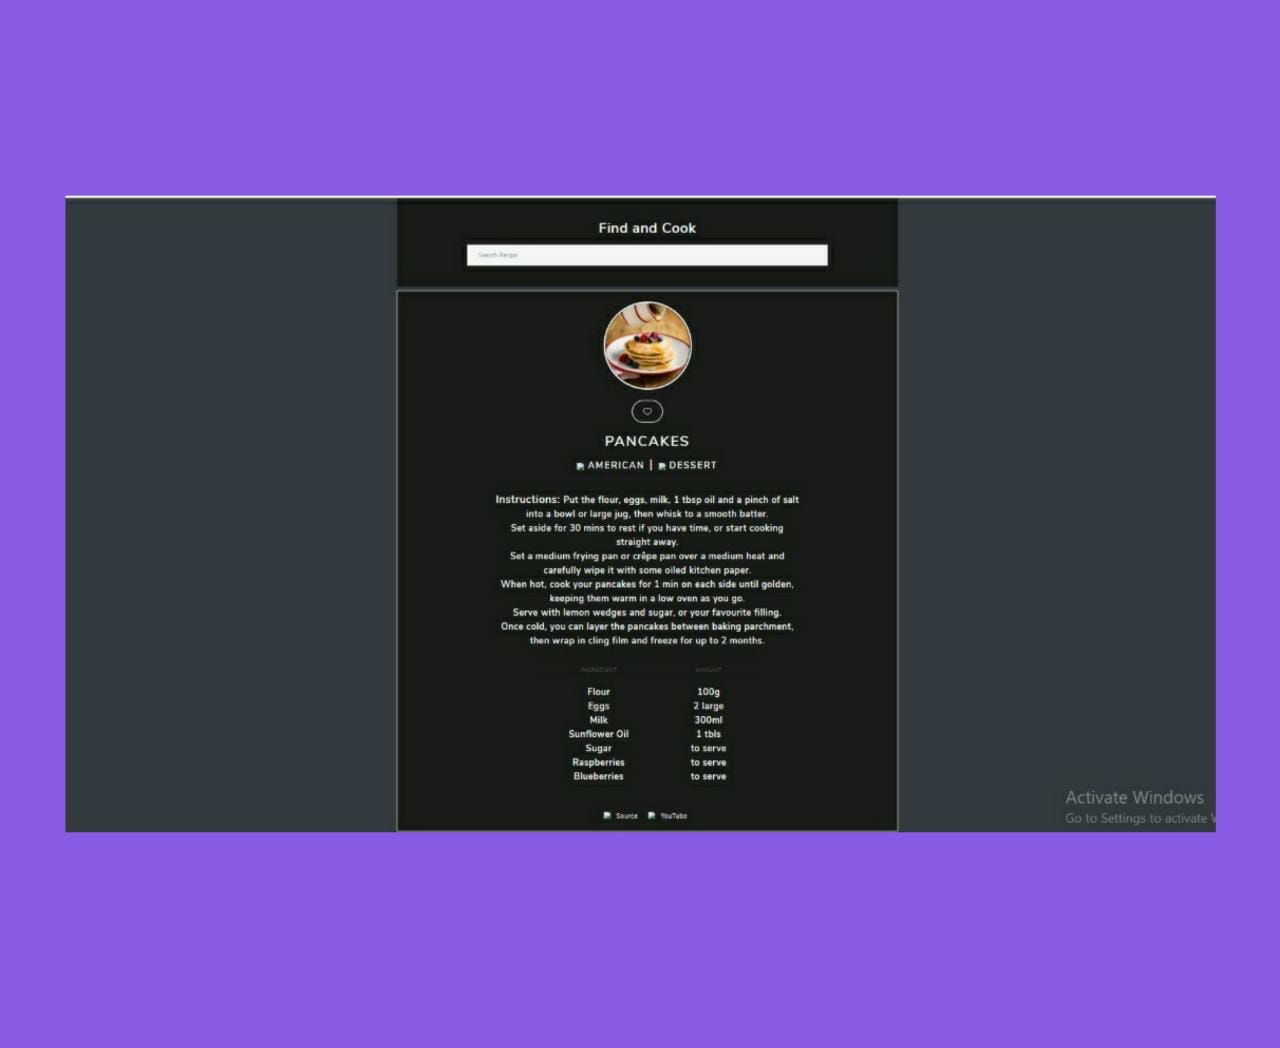 Find and Cook
Search Recipe
PANCAKES
AMERICAN | DESSERT
Instructions: Put the flour, eggs, milk, 1 tbsp oil and a pinch of salt
into a bowl or large jug, then whisk to a smooth batter.
Set aside for 30 mins to rest if you have time, or start cooking
straight away.
Set a medium frying pan or crêpe pan over a medium heat and
carefully wipe it with some oiled kitchen paper.
When hot, cook your pancakes for 1 min on each side until golden,
keeping them warm in a low oven as you go.
Serve with lemon wedges and sugar, or your favourite filling.
Once cold, you can layer the pancakes between baking parchment,
then wrap in cling film and freeze for up to 2 months.
INGREDIENT AMOUNT
Flour 100g
Eggs 2 large
Milk 300ml
Sunflower Oil 1 tbls
Sugar to serve
Raspberries to serve
Blueberries to serve
Source YouTube
Activate Windows
Go to Settings to activate W